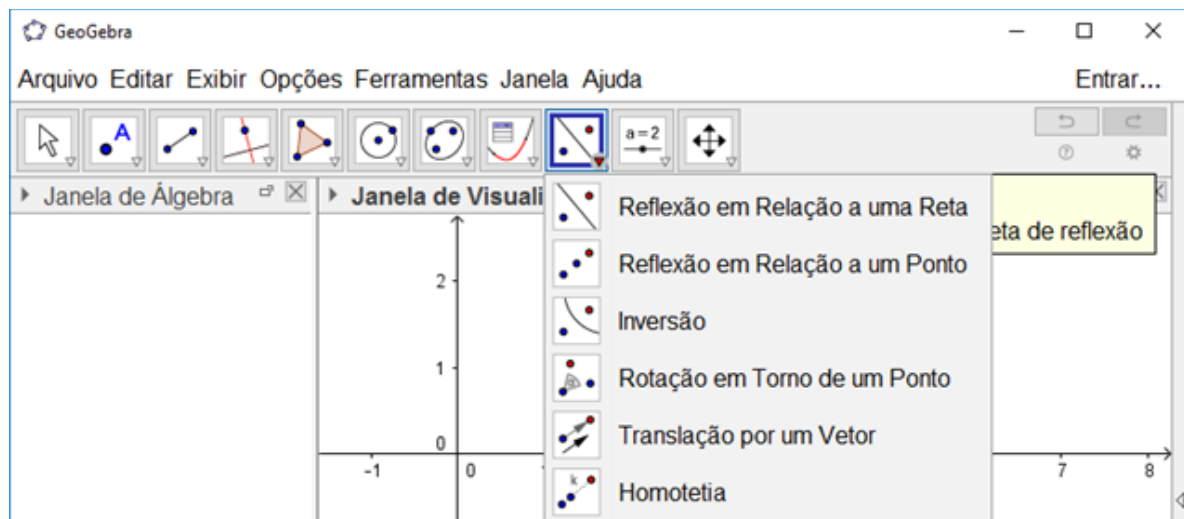 GeoGebra
Arquivo Editar Exibir Opções Ferramentas Janela Ajuda
Entrar...
A
a=2
Janela de Álgebra
Janela de Visuali
Reflexão em Relação a uma Reta
eta de reflexão
Reflexão em Relação a um Ponto
Inversão
Rotação em Torno de um Ponto
Translação por um Vetor
k
Homotetia
2
1
0
-1
0
7
8